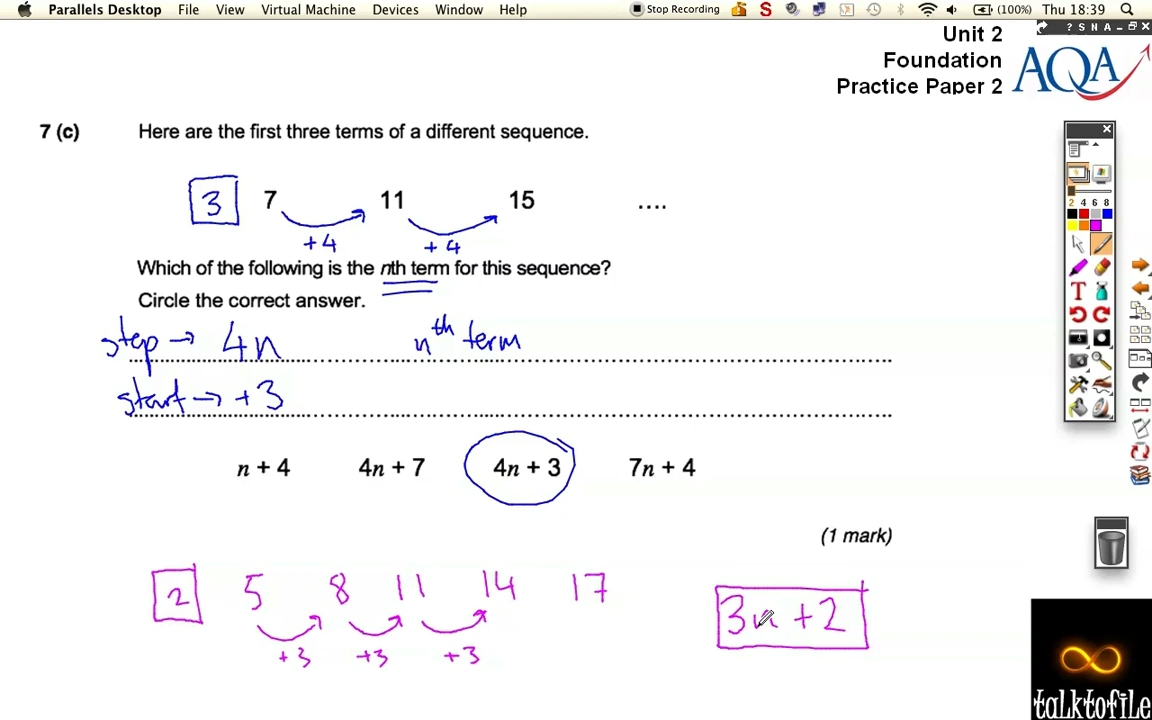 Parallels Desktop File View Virtual Machine Devices Window Help Stop Recording (100%) Thu 18:39
? S N A
Unit 2
Foundation
Practice Paper 2
AQA
7 (c) Here are the first three terms of a different sequence.
3 7 11 15 ....
+4 +4
Which of the following is the nth term for this sequence?
Circle the correct answer.
step → 4n nth term
start → +3
n + 4 4n + 7 4n + 3 7n + 4
(1 mark)
2 5 8 11 14 17 3n + 2
+3 +3 +3
2 4 6 8
T
talktofile